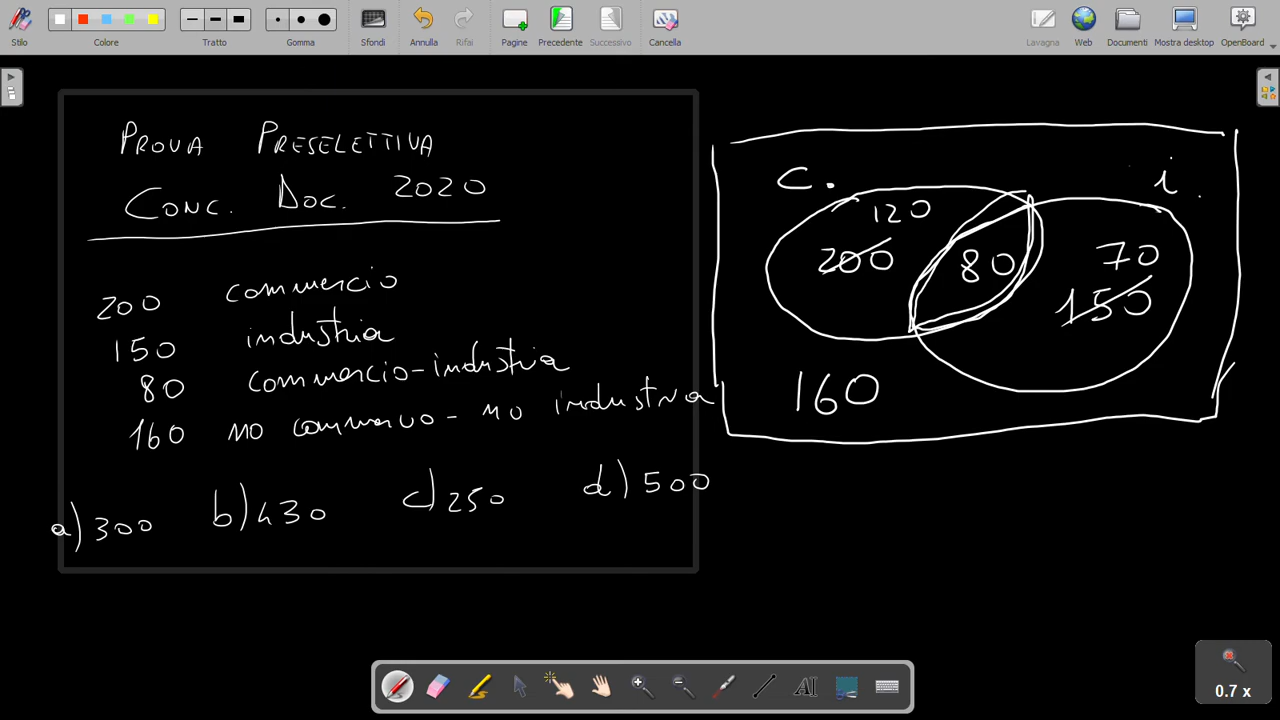 Stilo
Colore
Tratto
Gomma
Sfondi
Annulla
Rifai
Pagine
Precedente
Successivo
Cancella
Lavagna
Web
Documenti
Mostra desktop
OpenBoard
PROVA PRESELETTIVA
CONC. DOC. 2020
200 commercio
150 industria
80 commercio-industria
160 no commercio - no industria
a) 300 b) 430 c) 250 d) 500
c. i.
120
200 80 70
150
160
AI
0.7 x